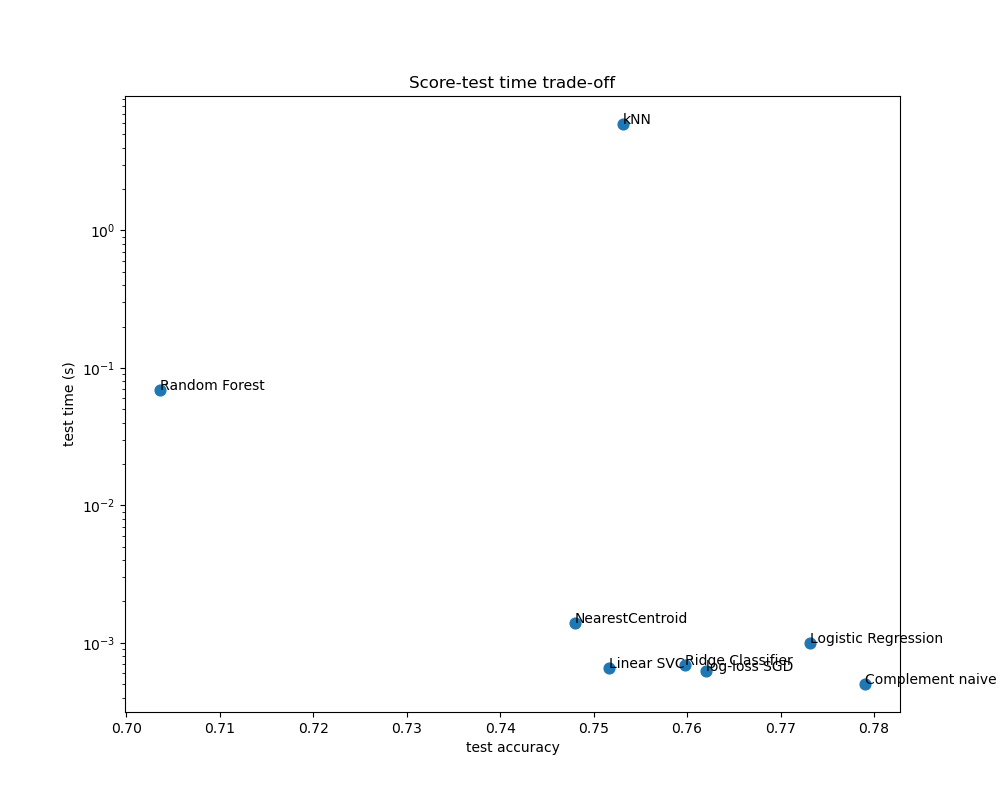 Score-test time trade-off
kNN
10⁰
10⁻¹
Random Forest
test time (s)
10⁻²
NearestCentroid
10⁻³
Logistic Regression
Linear SVC
Ridge Classifier
log-loss SGD
Complement naive
0.70 0.71 0.72 0.73 0.74 0.75 0.76 0.77 0.78
test accuracy